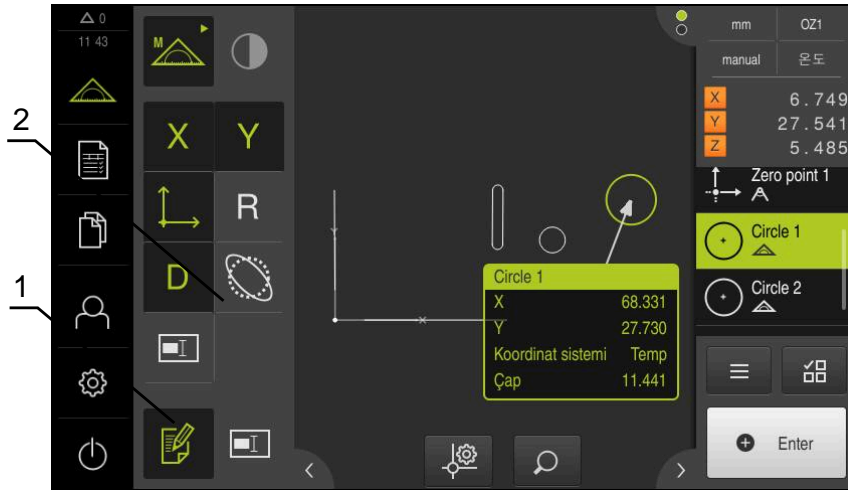 0
11 43
2
1
M
X Y
R
D
Circle 1
X 68.331
Y 27.730
Koordinat sistemi Temp
Çap 11.441
mm OZ1
manual 온도
X 6.749
Y 27.541
Z 5.485
Zero point 1
Circle 1
Circle 2
Enter